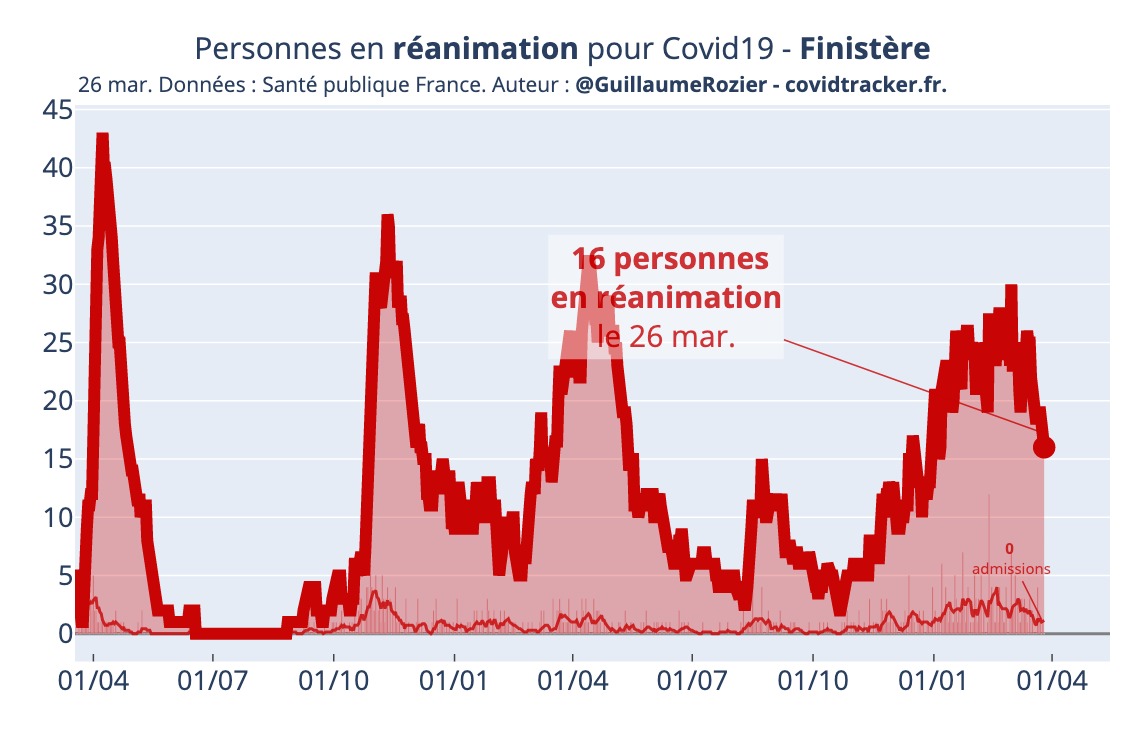 Personnes en réanimation pour Covid19 - Finistère
26 mar. Données : Santé publique France. Auteur : @GuillaumeRozier - covidtracker.fr.
45
40
35
30
25
20
15
10
5
0
16 personnes
en réanimation
le 26 mar.
0
admissions
01/04 01/07 01/10 01/01 01/04 01/07 01/10 01/01 01/04